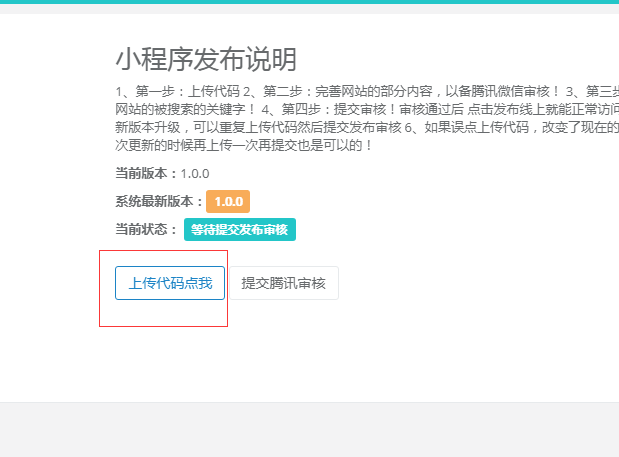 小程序发布说明
1、第一步：上传代码 2、第二步：完善网站的部分内容，以备腾讯微信审核！ 3、第三步
网站的被搜索的关键字！ 4、第四步：提交审核！审核通过后 点击发布线上就能正常访问
新版本升级，可以重复上传代码然后提交发布审核 6、如果误点上传代码，改变了现在的
次更新的时候再上传一次再提交也是可以的！
当前版本：1.0.0
系统最新版本：1.0.0
当前状态：等待提交发布审核
上传代码点我 提交腾讯审核